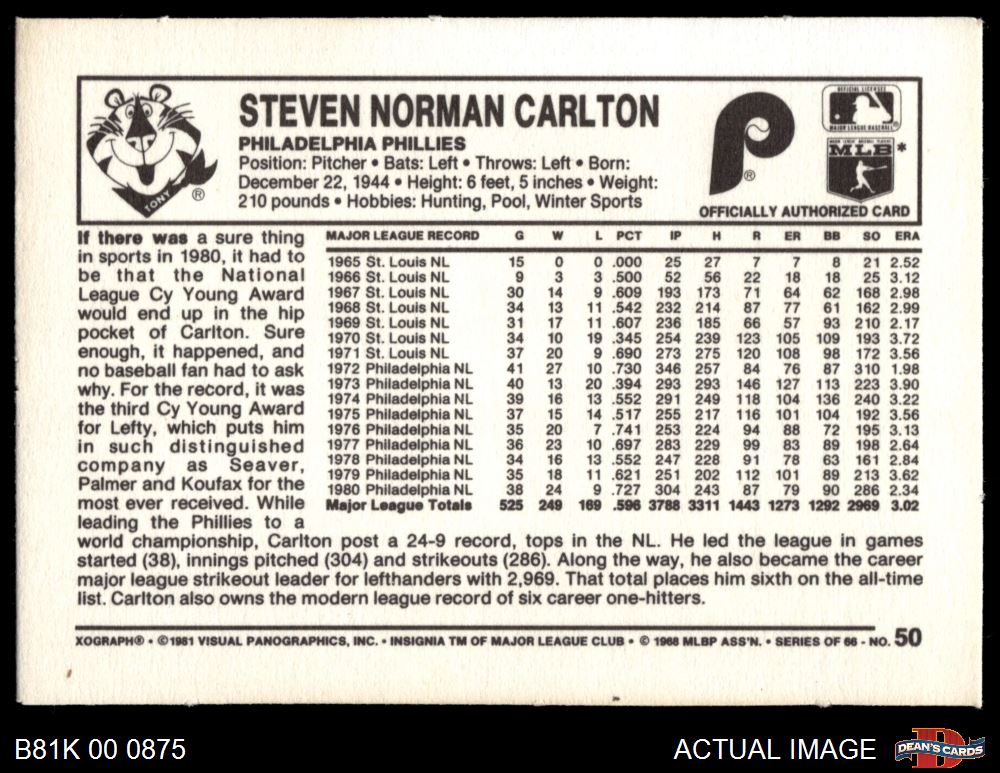 STEVEN NORMAN CARLTON
PHILADELPHIA PHILLIES
Position: Pitcher • Bats: Left • Throws: Left • Born:
December 22, 1944 • Height: 6 feet, 5 inches • Weight:
210 pounds • Hobbies: Hunting, Pool, Winter Sports
TONY
®
P
®
OFFICIAL LICENSEE
MAJOR LEAGUE BASEBALL
MLB *
OFFICIALLY AUTHORIZED CARD
If there was a sure thing
in sports in 1980, it had to
be that the National
League Cy Young Award
would end up in the hip
pocket of Carlton. Sure
enough, it happened, and
no baseball fan had to ask
why. For the record, it was
the third Cy Young Award
for Lefty, which puts him
in such distinguished
company as Seaver,
Palmer and Koufax for the
most ever received. While
leading the Phillies to a
world championship, Carlton post a 24-9 record, tops in the NL. He led the league in games
started (38), innings pitched (304) and strikeouts (286). Along the way, he also became the career
major league strikeout leader for lefthanders with 2,969. That total places him sixth on the all-time
list. Carlton also owns the modern league record of six career one-hitters.
MAJOR LEAGUE RECORD G W L PCT IP H R ER BB SO ERA
1965 St. Louis NL 15 0 0 .000 25 27 7 7 8 21 2.52
1966 St. Louis NL 9 3 3 .500 52 56 22 18 18 25 3.12
1967 St. Louis NL 30 14 9 .609 193 173 71 64 62 168 2.98
1968 St. Louis NL 34 13 11 .542 232 214 87 77 61 162 2.99
1969 St. Louis NL 31 17 11 .607 236 185 66 57 93 210 2.17
1970 St. Louis NL 34 10 19 .345 254 239 123 105 109 193 3.72
1971 St. Louis NL 37 20 9 .690 273 275 120 108 98 172 3.56
1972 Philadelphia NL 41 27 10 .730 346 257 84 76 87 310 1.98
1973 Philadelphia NL 40 13 20 .394 293 293 146 127 113 223 3.90
1974 Philadelphia NL 39 16 13 .552 291 249 118 104 136 240 3.22
1975 Philadelphia NL 37 15 14 .517 255 217 116 101 104 192 3.56
1976 Philadelphia NL 35 20 7 .741 253 224 94 88 72 195 3.13
1977 Philadelphia NL 36 23 10 .697 283 229 99 83 89 198 2.64
1978 Philadelphia NL 34 16 13 .552 247 228 91 78 63 161 2.84
1979 Philadelphia NL 35 18 11 .621 251 202 112 101 89 213 3.62
1980 Philadelphia NL 38 24 9 .727 304 243 87 79 90 286 2.34
Major League Totals 525 249 169 .596 3788 3311 1443 1273 1292 2969 3.02
XOGRAPH® • ©1981 VISUAL PANOGRAPHICS, INC. • INSIGNIA TM OF MAJOR LEAGUE CLUB • © 1968 MLBP ASS'N. • SERIES OF 66 - NO. 50
B81K 00 0875
ACTUAL IMAGE
DEAN'S CARDS